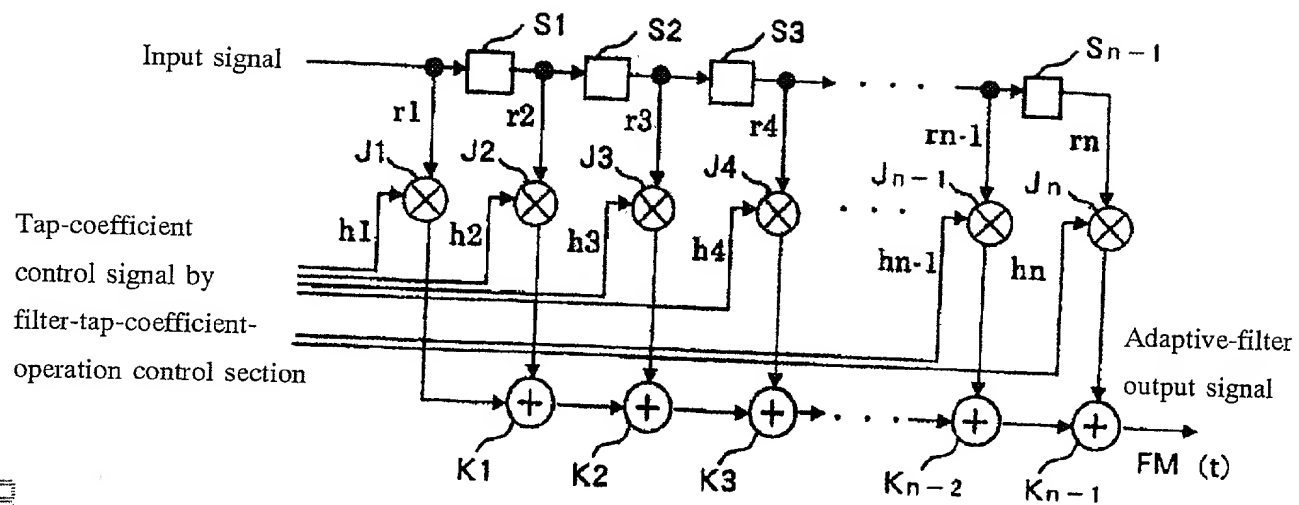 S1
S2
S3
Sn-1
Input signal
r1
r2
r3
r4
rn-1
rn
J1
J2
J3
J4
Jn-1
Jn
. . .
. . .
Tap-coefficient
control signal by
filter-tap-coefficient-
operation control section
h1
h2
h3
h4
hn-1
hn
Adaptive-filter
output signal
. . .
K1
K2
K3
Kn-2
Kn-1
FM (t)